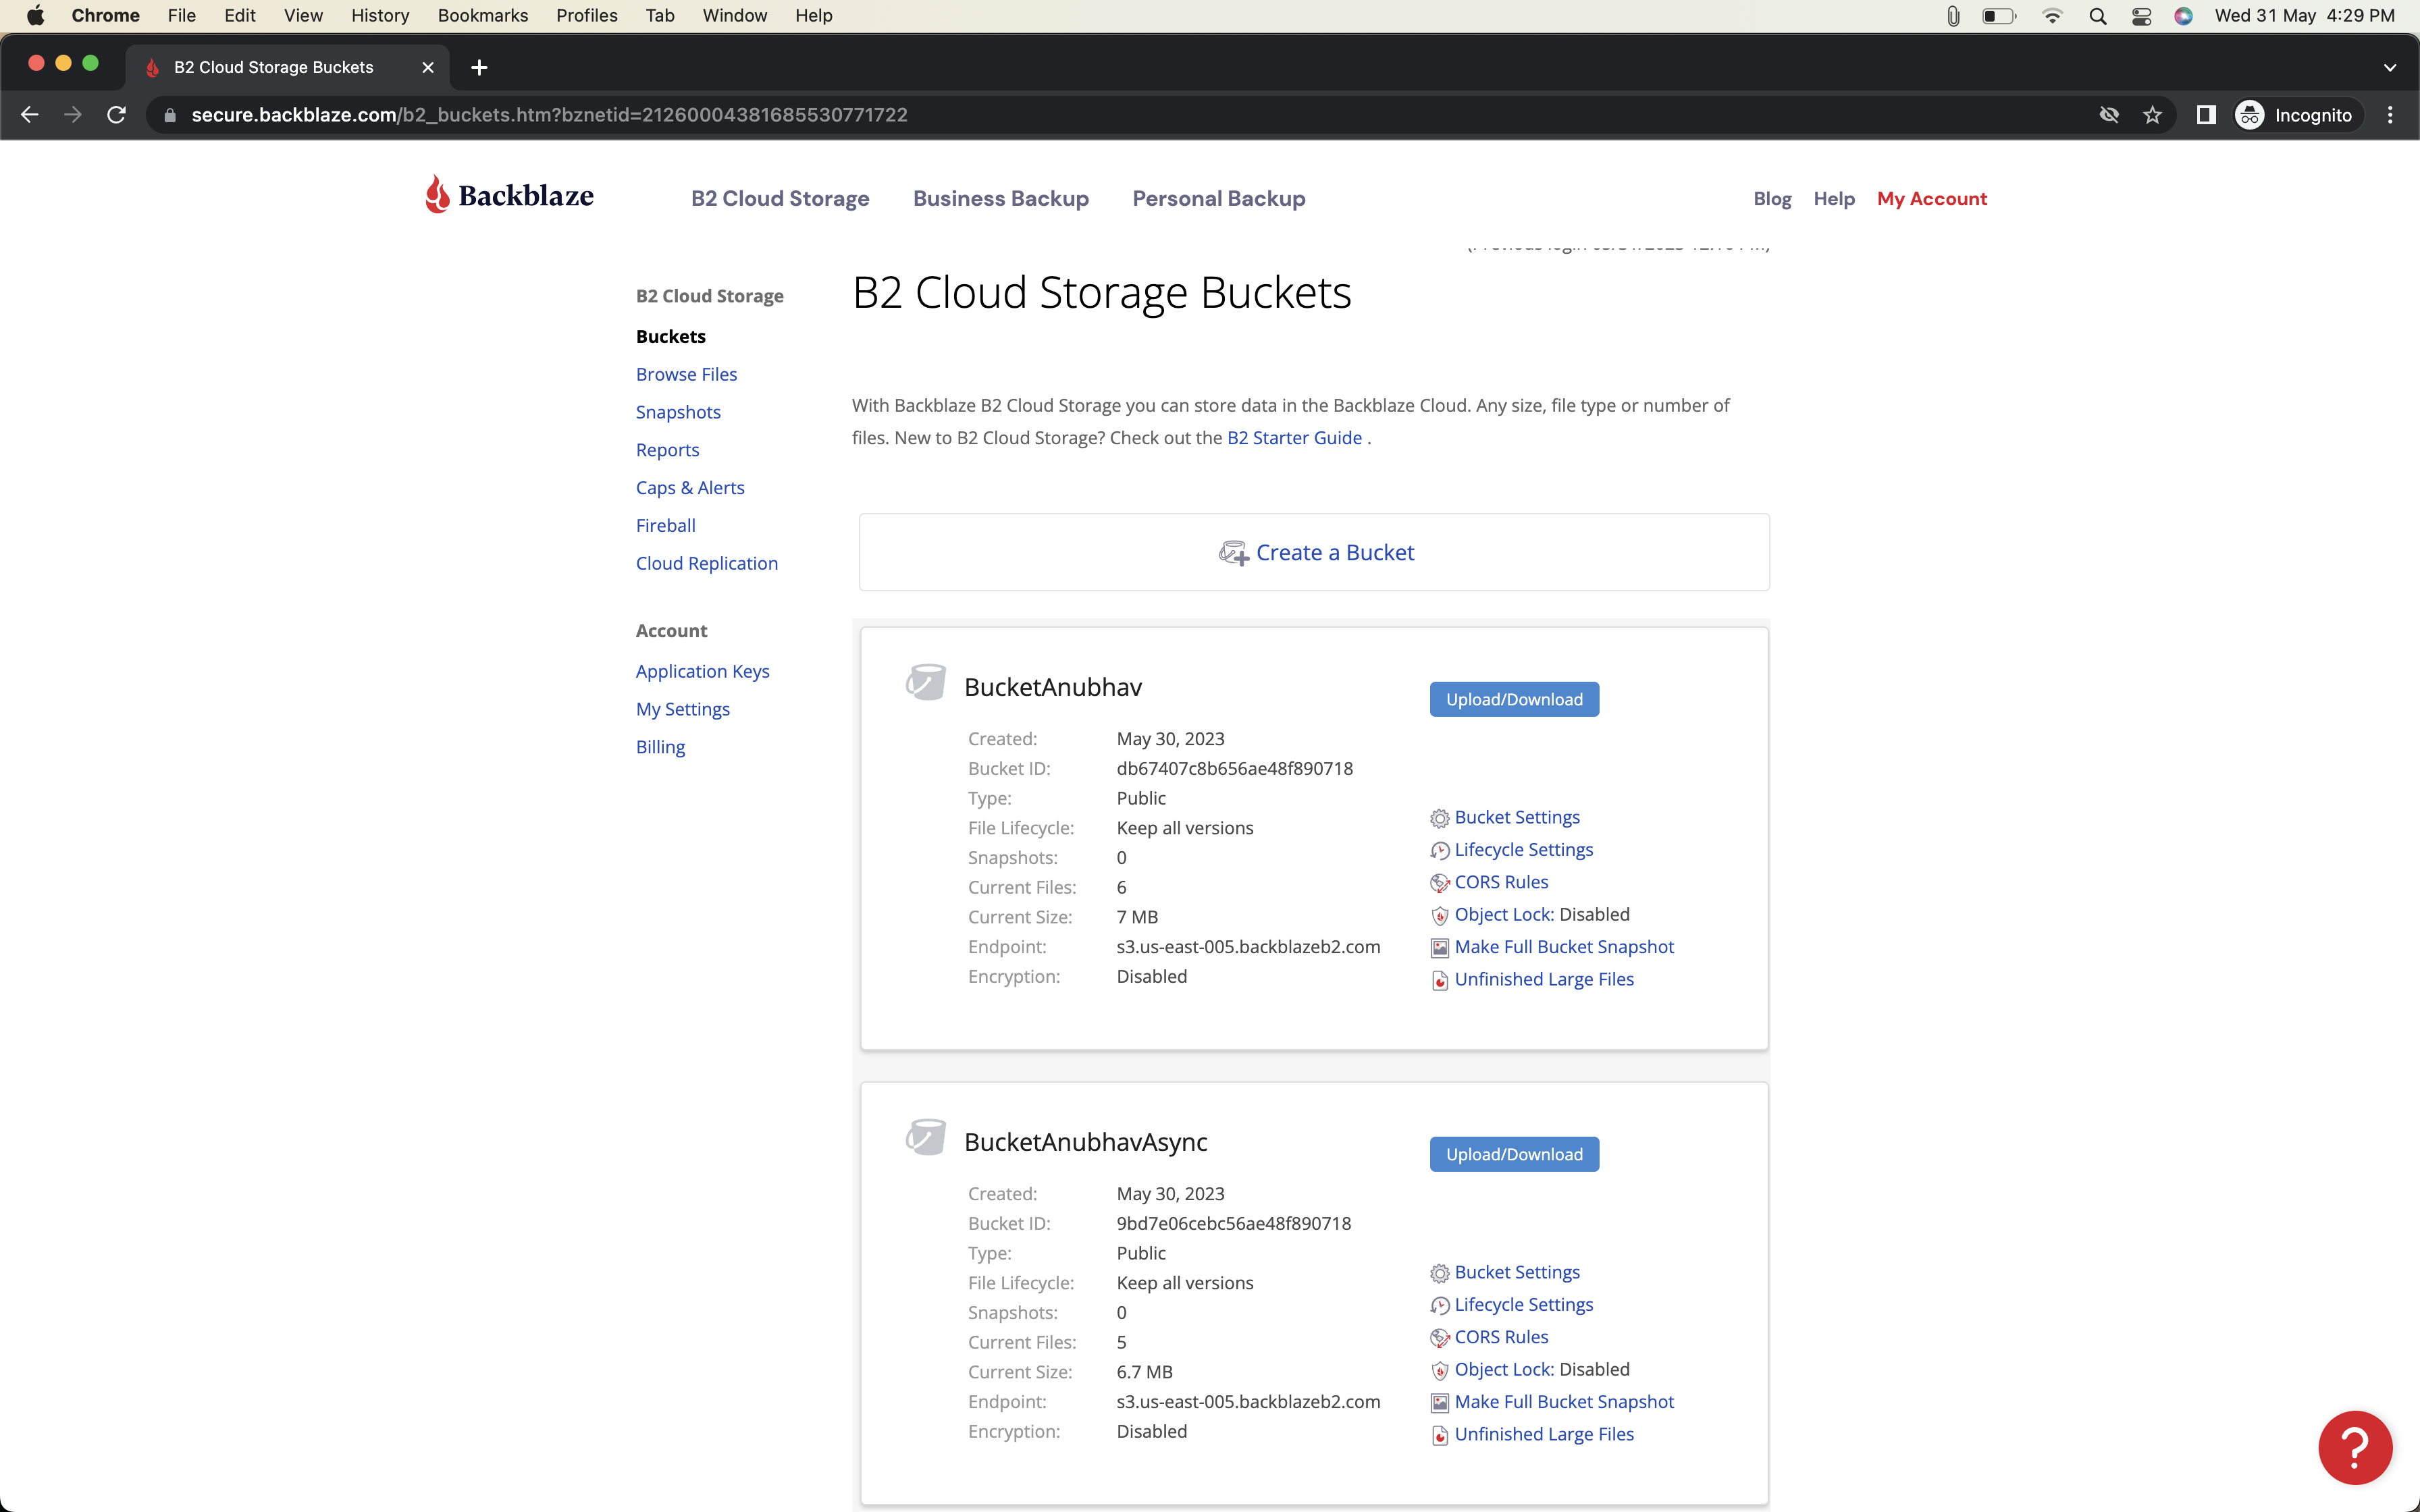 Chrome File Edit View History Bookmarks Profiles Tab Window Help Wed 31 May 4:29 PM
B2 Cloud Storage Buckets
secure.backblaze.com/b2_buckets.htm?bznetid=21260004381685530771722 Incognito
Backblaze B2 Cloud Storage Business Backup Personal Backup Blog Help My Account
B2 Cloud Storage
Buckets
Browse Files
Snapshots
Reports
Caps & Alerts
Fireball
Cloud Replication
Account
Application Keys
My Settings
Billing
B2 Cloud Storage Buckets
With Backblaze B2 Cloud Storage you can store data in the Backblaze Cloud. Any size, file type or number of
files. New to B2 Cloud Storage? Check out the B2 Starter Guide .
Create a Bucket
BucketAnubhav
Upload/Download
Created: May 30, 2023
Bucket ID: db67407c8b656ae48f890718
Type: Public
File Lifecycle: Keep all versions
Snapshots: 0
Current Files: 6
Current Size: 7 MB
Endpoint: s3.us-east-005.backblazeb2.com
Encryption: Disabled
Bucket Settings
Lifecycle Settings
CORS Rules
Object Lock: Disabled
Make Full Bucket Snapshot
Unfinished Large Files
BucketAnubhavAsync
Upload/Download
Created: May 30, 2023
Bucket ID: 9bd7e06cebc56ae48f890718
Type: Public
File Lifecycle: Keep all versions
Snapshots: 0
Current Files: 5
Current Size: 6.7 MB
Endpoint: s3.us-east-005.backblazeb2.com
Encryption: Disabled
Bucket Settings
Lifecycle Settings
CORS Rules
Object Lock: Disabled
Make Full Bucket Snapshot
Unfinished Large Files
?